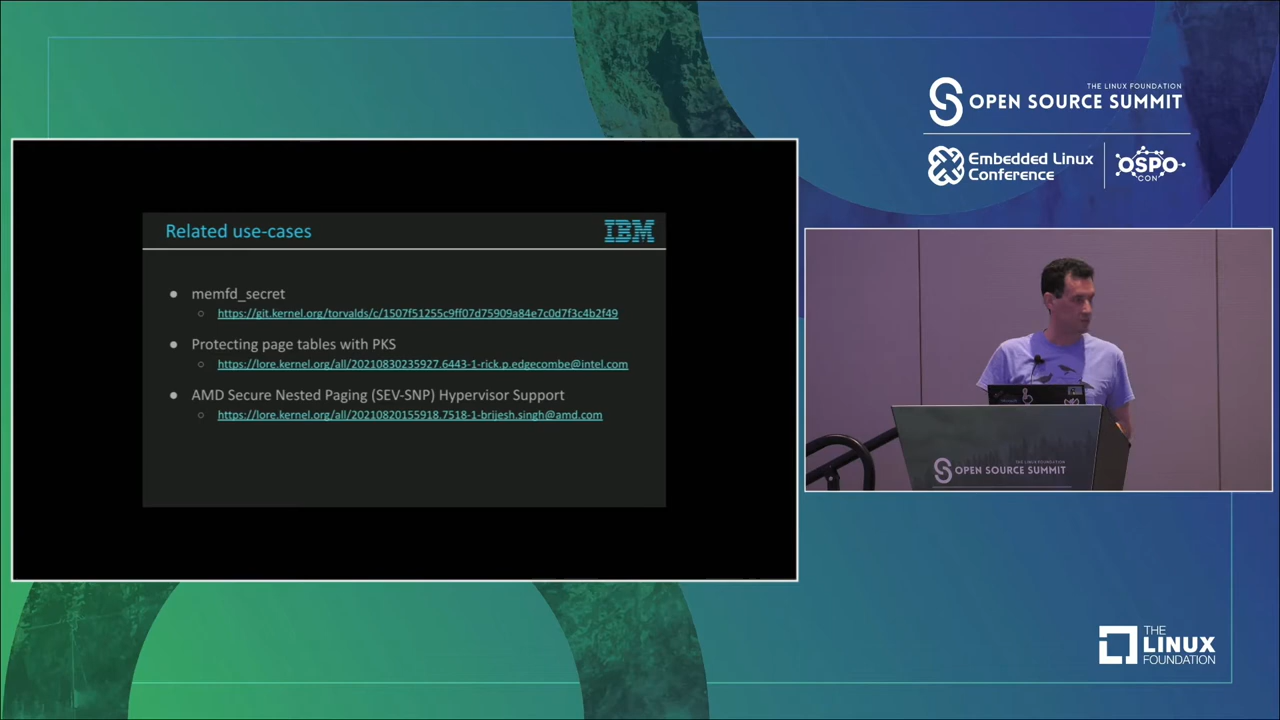 THE LINUX FOUNDATION
OPEN SOURCE SUMMIT
Embedded Linux
Conference
OSPO
CON
Related use-cases
IBM
● memfd_secret
○ https://git.kernel.org/torvalds/c/1507f51255c9ff07d75909a84e7c0d7f3c4b2f49
● Protecting page tables with PKS
○ https://lore.kernel.org/all/20210830235927.6443-1-rick.p.edgecombe@intel.com
● AMD Secure Nested Paging (SEV-SNP) Hypervisor Support
○ https://lore.kernel.org/all/20210820155918.7518-1-brijesh.singh@amd.com
THE LINUX FOUNDATION
OPEN SOURCE SUMMIT
THE
LINUX
FOUNDATION